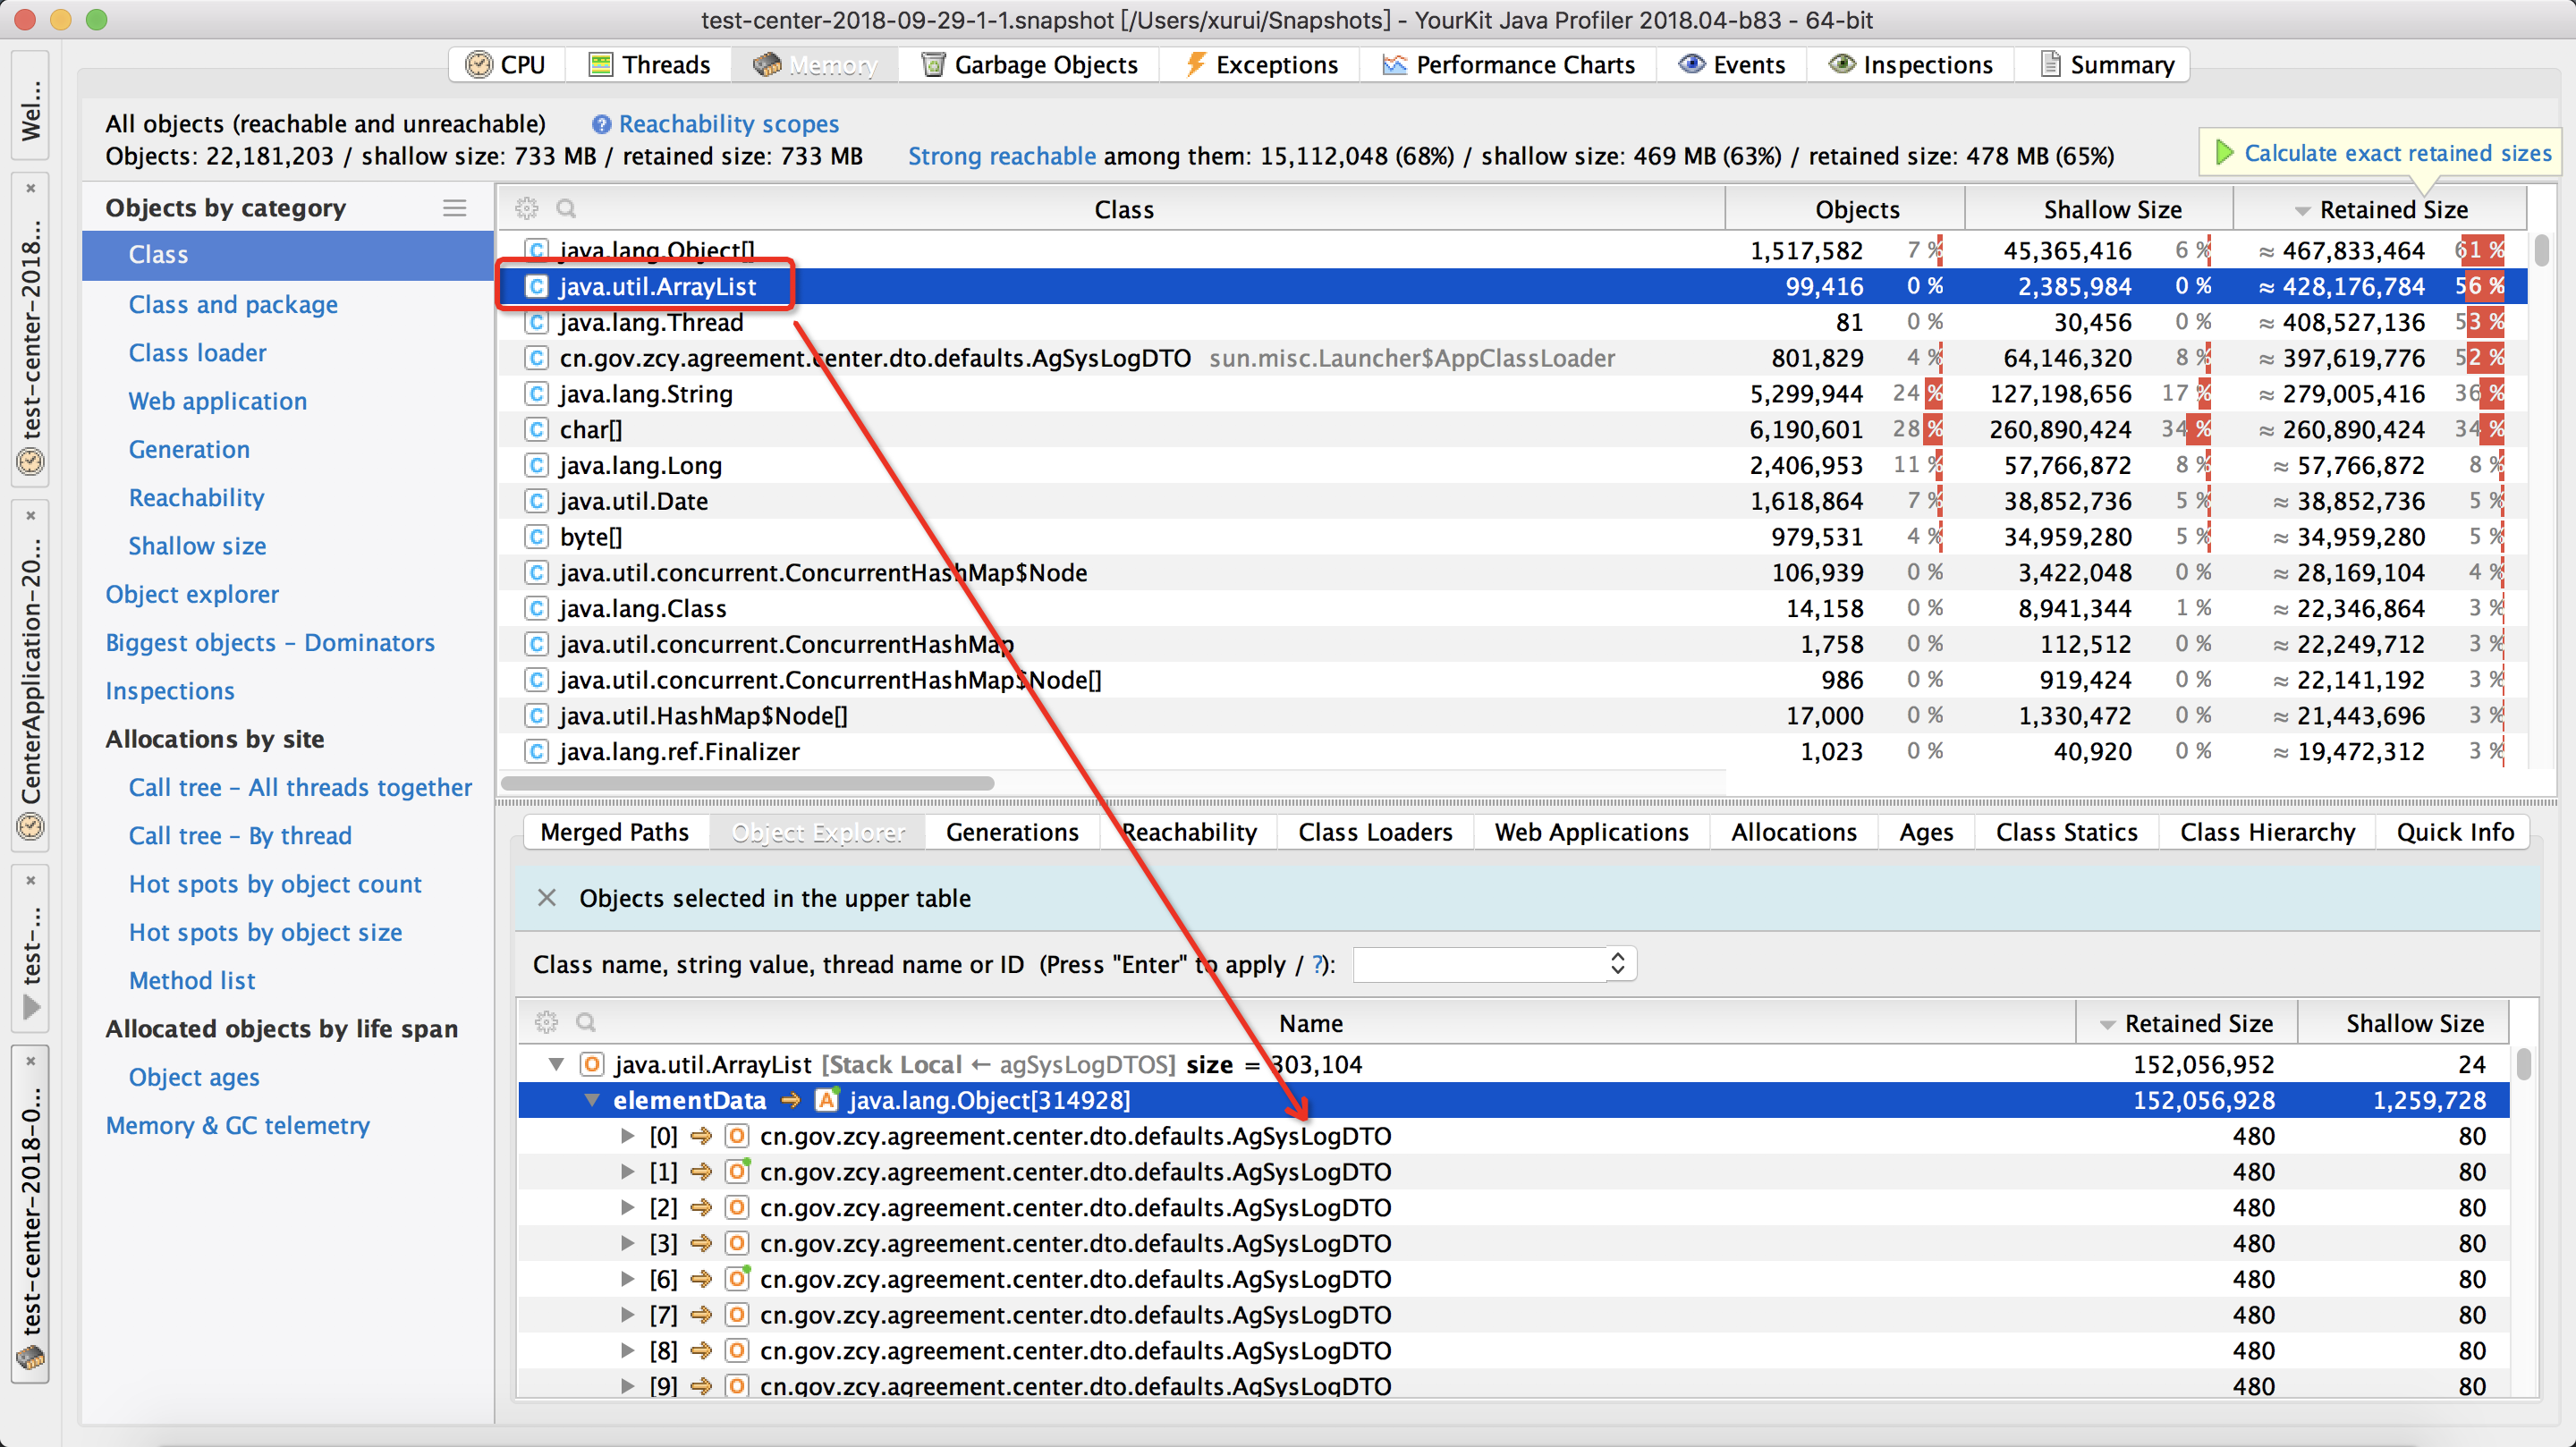 test-center-2018-09-29-1-1.snapshot [/Users/xurui/Snapshots] - YourKit Java Profiler 2018.04-b83 - 64-bit
CPU Threads Memory Garbage Objects Exceptions Performance Charts Events Inspections Summary
Wel...
test-center-2018...
CenterApplication-20...
test-...
test-center-2018-0...
All objects (reachable and unreachable) Reachability scopes
Objects: 22,181,203 / shallow size: 733 MB / retained size: 733 MB Strong reachable among them: 15,112,048 (68%) / shallow size: 469 MB (63%) / retained size: 478 MB (65%)
Calculate exact retained sizes
Objects by category
Class
Class and package
Class loader
Web application
Generation
Reachability
Shallow size
Object explorer
Biggest objects – Dominators
Inspections
Allocations by site
Call tree – All threads together
Call tree – By thread
Hot spots by object count
Hot spots by object size
Method list
Allocated objects by life span
Object ages
Memory & GC telemetry
Class Objects Shallow Size Retained Size
java.lang.Object[] 1,517,582 7 % 45,365,416 6 % ≈ 467,833,464 61 %
java.util.ArrayList 99,416 0 % 2,385,984 0 % ≈ 428,176,784 56 %
java.lang.Thread 81 0 % 30,456 0 % ≈ 408,527,136 53 %
cn.gov.zcy.agreement.center.dto.defaults.AgSysLogDTO sun.misc.Launcher$AppClassLoader 801,829 4 % 64,146,320 8 % ≈ 397,619,776 52 %
java.lang.String 5,299,944 24 % 127,198,656 17 % ≈ 279,005,416 36 %
char[] 6,190,601 28 % 260,890,424 34 % ≈ 260,890,424 34 %
java.lang.Long 2,406,953 11 % 57,766,872 8 % ≈ 57,766,872 8 %
java.util.Date 1,618,864 7 % 38,852,736 5 % ≈ 38,852,736 5 %
byte[] 979,531 4 % 34,959,280 5 % ≈ 34,959,280 5 %
java.util.concurrent.ConcurrentHashMap$Node 106,939 0 % 3,422,048 0 % ≈ 28,169,104 4 %
java.lang.Class 14,158 0 % 8,941,344 1 % ≈ 22,346,864 3 %
java.util.concurrent.ConcurrentHashMap 1,758 0 % 112,512 0 % ≈ 22,249,712 3 %
java.util.concurrent.ConcurrentHashMap$Node[] 986 0 % 919,424 0 % ≈ 22,141,192 3 %
java.util.HashMap$Node[] 17,000 0 % 1,330,472 0 % ≈ 21,443,696 3 %
java.lang.ref.Finalizer 1,023 0 % 40,920 0 % ≈ 19,472,312 3 %
Merged Paths Object Explorer Generations Reachability Class Loaders Web Applications Allocations Ages Class Statics Class Hierarchy Quick Info
Objects selected in the upper table
Class name, string value, thread name or ID (Press "Enter" to apply / ?):
Name Retained Size Shallow Size
java.util.ArrayList [Stack Local ← agSysLogDTOS] size = 303,104 152,056,952 24
elementData java.lang.Object[314928] 152,056,928 1,259,728
[0] cn.gov.zcy.agreement.center.dto.defaults.AgSysLogDTO 480 80
[1] cn.gov.zcy.agreement.center.dto.defaults.AgSysLogDTO 480 80
[2] cn.gov.zcy.agreement.center.dto.defaults.AgSysLogDTO 480 80
[3] cn.gov.zcy.agreement.center.dto.defaults.AgSysLogDTO 480 80
[6] cn.gov.zcy.agreement.center.dto.defaults.AgSysLogDTO 480 80
[7] cn.gov.zcy.agreement.center.dto.defaults.AgSysLogDTO 480 80
[8] cn.gov.zcy.agreement.center.dto.defaults.AgSysLogDTO 480 80
[9] cn.gov.zcy.agreement.center.dto.defaults.AgSysLogDTO 480 80